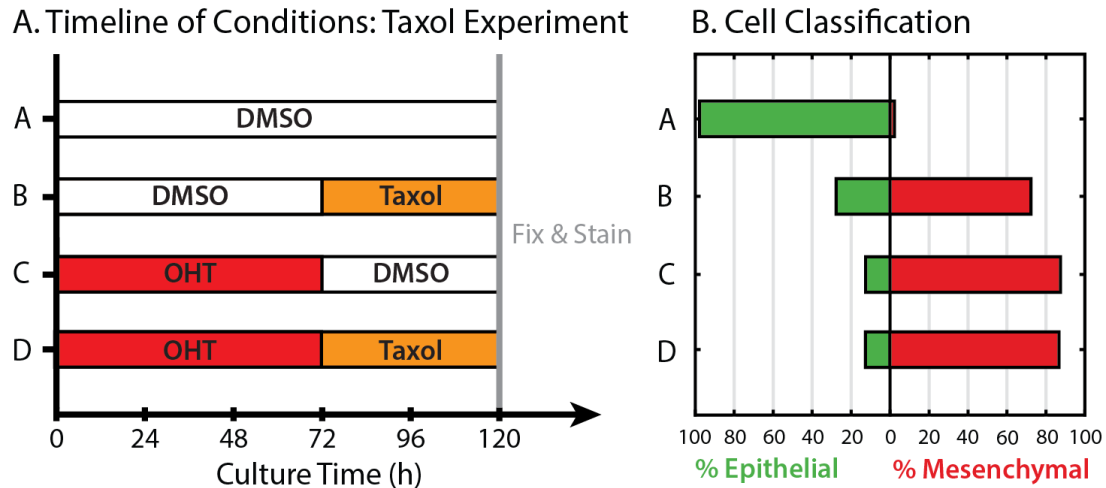 A. Timeline of Conditions: Taxol Experiment
A
DMSO
B
DMSO
Taxol
C
OHT
DMSO
D
OHT
Taxol
Fix & Stain
0
24
48
72
96
120
Culture Time (h)
B. Cell Classification
A
B
C
D
100
80
60
40
20
0
20
40
60
80
100
% Epithelial
% Mesenchymal